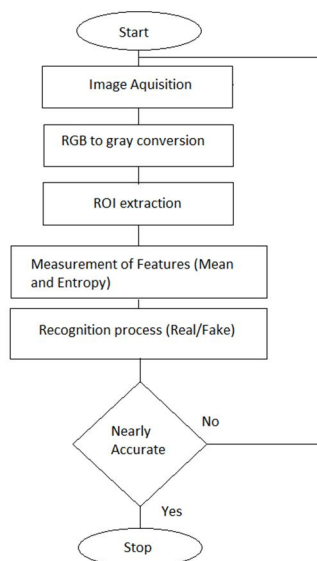 Start
Image Aquisition
RGB to gray conversion
ROI extraction
Measurement of Features (Mean
and Entropy)
Recognition process (Real/Fake)
Nearly
Accurate
No
Yes
Stop